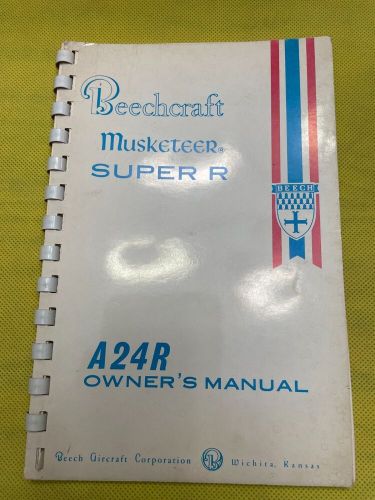 Beechcraft
Musketeer®
SUPER R
BEECH
A24R
OWNER'S MANUAL
Beech Aircraft Corporation B Wichita, Kansas